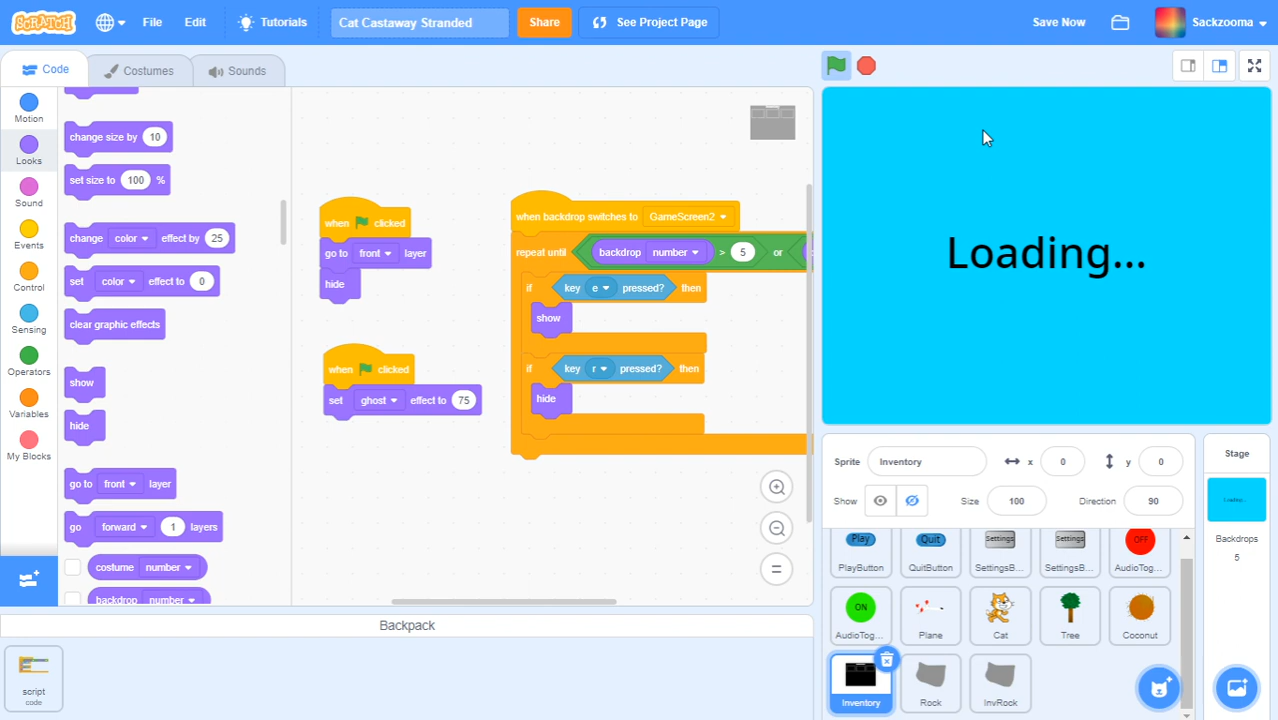 SCRATCH
File
Edit
Tutorials
Cat Castaway Stranded
Share
See Project Page
Save Now
Sackzooma
Code
Costumes
Sounds
Motion
Looks
Sound
Events
Control
Sensing
Operators
Variables
My Blocks
change size by 10
set size to 100 %
change color effect by 25
set color effect to 0
clear graphic effects
show
hide
go to front layer
go forward 1 layers
costume number
backdrop number
when clicked
go to front layer
hide
when clicked
set ghost effect to 75
when backdrop switches to GameScreen2
repeat until backdrop number > 5 or
if key e pressed? then
show
if key r pressed? then
hide
Loading...
Sprite Inventory x 0 y 0
Show Size 100 Direction 90
Stage
Loading...
Backdrops
5
Play
PlayButton
Quit
QuitButton
Settings
SettingsB...
Settings
SettingsB...
OFF
AudioTog...
ON
AudioTog...
Plane
Cat
Tree
Coconut
Inventory
Rock
InvRock
Backpack
script
code